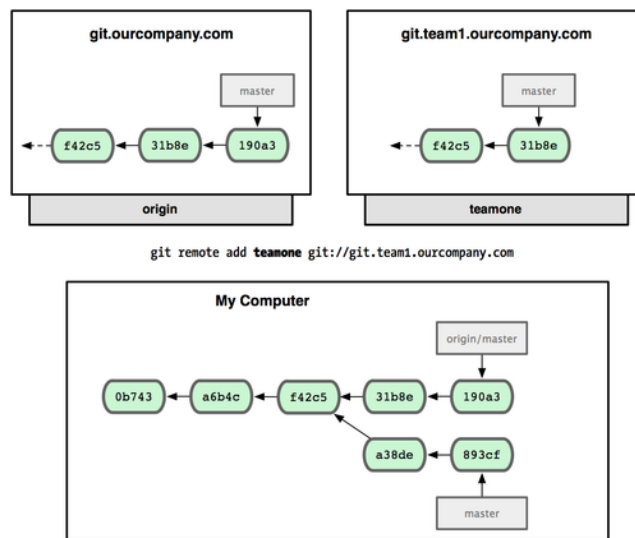 git.ourcompany.com
master
f42c5 31b8e 190a3
origin
git.team1.ourcompany.com
master
f42c5 31b8e
teamone
git remote add teamone git://git.team1.ourcompany.com
My Computer
origin/master
0b743 a6b4c f42c5 31b8e 190a3
a38de 893cf
master